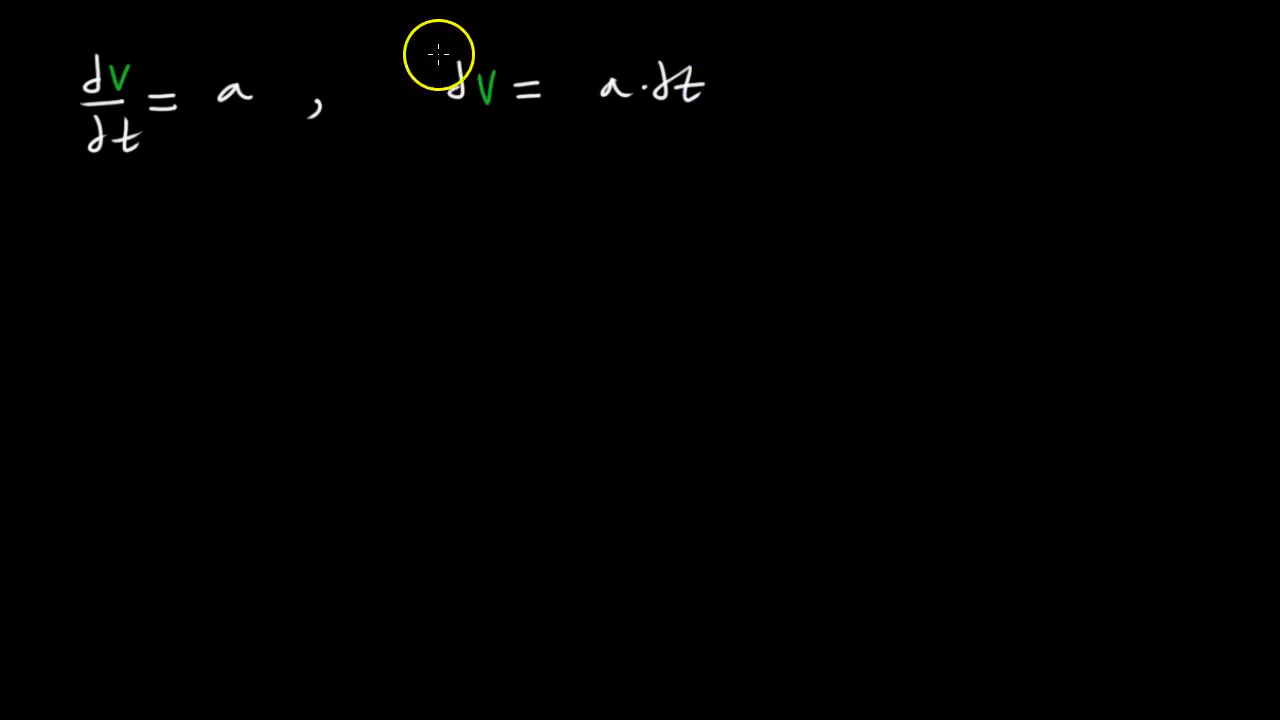 dv/dt = a , dv = a·dt